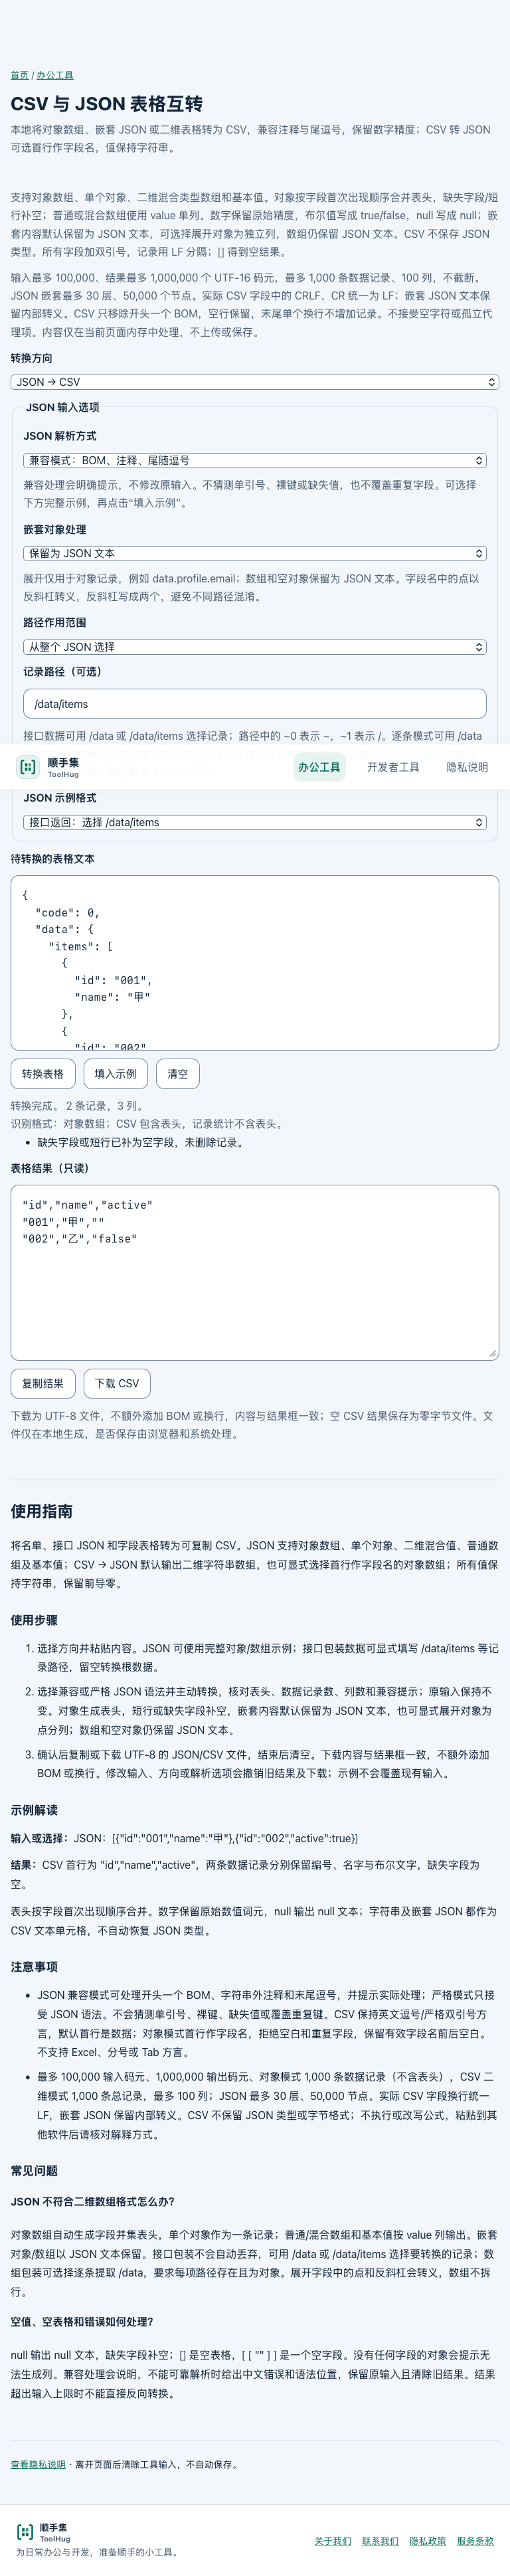 首页 / 办公工具
CSV 与 JSON 表格互转
本地将对象数组、嵌套 JSON 或二维表格转为 CSV，兼容注释与尾逗号，保留数字精度；CSV 转 JSON
可选首行作字段名，值保持字符串。
支持对象数组、单个对象、二维混合类型数组和基本值。对象按字段首次出现顺序合并表头，缺失字段/短
行补空；普通或混合数组使用 value 单列。数字保留原始精度，布尔值写成 true/false，null 写成 null；嵌
套内容默认保留为 JSON 文本，可选择展开对象为独立列，数组仍保留 JSON 文本。CSV 不保存 JSON
类型。所有字段加双引号，记录用 LF 分隔；[] 得到空结果。
输入最多 100,000、结果最多 1,000,000 个 UTF-16 码元，最多 1,000 条数据记录、100 列，不截断。
JSON 嵌套最多 30 层、50,000 个节点。实际 CSV 字段中的 CRLF、CR 统一为 LF；嵌套 JSON 文本保
留内部转义。CSV 只移除开头一个 BOM，空行保留，末尾单个换行不增加记录。不接受空字符或孤立代
理项。内容仅在当前页面内存中处理，不上传或保存。
转换方向
JSON → CSV
JSON 输入选项
JSON 解析方式
兼容模式：BOM、注释、尾随逗号
兼容处理会明确提示，不修改原输入。不猜测单引号、裸键或缺失值，也不覆盖重复字段。可选择
下方完整示例，再点击“填入示例”。
嵌套对象处理
保留为 JSON 文本
展开仅用于对象记录，例如 data.profile.email；数组和空对象保留为 JSON 文本。字段名中的点以
反斜杠转义，反斜杠写成两个，避免不同路径混淆。
路径作用范围
从整个 JSON 选择
记录路径（可选）
/data/items
接口数据可用 /data 或 /data/items 选择记录；路径中的 ~0 表示 ~，~1 表示 /。逐条模式可用 /data
顺手集
ToolHug
办公工具
开发者工具
隐私说明
JSON 示例格式
接口返回：选择 /data/items
待转换的表格文本
{
"code": 0,
"data": {
"items": [
{
"id": "001",
"name": "甲"
},
{
"id": "002",
转换表格
填入示例
清空
转换完成。 2 条记录，3 列。
识别格式：对象数组；CSV 包含表头，记录统计不含表头。
• 缺失字段或短行已补为空字段，未删除记录。
表格结果（只读）
"id","name","active"
"001","甲",""
"002","乙","false"
复制结果
下载 CSV
下载为 UTF-8 文件，不额外添加 BOM 或换行，内容与结果框一致；空 CSV 结果保存为零字节文件。文
件仅在本地生成，是否保存由浏览器和系统处理。
使用指南
将名单、接口 JSON 和字段表格转为可复制 CSV。JSON 支持对象数组、单个对象、二维混合值、普通数
组及基本值；CSV → JSON 默认输出二维字符串数组，也可显式选择首行作字段名的对象数组；所有值保
持字符串，保留前导零。
使用步骤
1. 选择方向并粘贴内容。JSON 可使用完整对象/数组示例；接口包装数据可显式填写 /data/items 等记
录路径，留空转换根数据。
2. 选择兼容或严格 JSON 语法并主动转换，核对表头、数据记录数、列数和兼容提示；原输入保持不
变。对象生成表头，短行或缺失字段补空，嵌套内容默认保留为 JSON 文本，也可显式展开对象为
点分列；数组和空对象仍保留 JSON 文本。
3. 确认后复制或下载 UTF-8 的 JSON/CSV 文件，结束后清空。下载内容与结果框一致，不额外添加
BOM 或换行。修改输入、方向或解析选项会撤销旧结果及下载；示例不会覆盖现有输入。
示例解读
输入或选择：JSON：[{"id":"001","name":"甲"},{"id":"002","active":true}]
结果：CSV 首行为 "id","name","active"，两条数据记录分别保留编号、名字与布尔文字，缺失字段为
空。
表头按字段首次出现顺序合并。数字保留原始数值词元，null 输出 null 文本；字符串及嵌套 JSON 都作为
CSV 文本单元格，不自动恢复 JSON 类型。
注意事项
• JSON 兼容模式可处理开头一个 BOM、字符串外注释和末尾逗号，并提示实际处理；严格模式只接
受 JSON 语法。不会猜测单引号、裸键、缺失值或覆盖重复键。CSV 保持英文逗号/严格双引号方
言，默认首行是数据；对象模式首行作字段名，拒绝空白和重复字段，保留有效字段名前后空白。
不支持 Excel、分号或 Tab 方言。
• 最多 100,000 输入码元、1,000,000 输出码元、对象模式 1,000 条数据记录（不含表头），CSV 二
维模式 1,000 条总记录，最多 100 列；JSON 最多 30 层、50,000 节点。实际 CSV 字段换行统一
LF，嵌套 JSON 保留内部转义。CSV 不保留 JSON 类型或字节格式；不执行或改写公式，粘贴到其
他软件后请核对解释方式。
常见问题
JSON 不符合二维数组格式怎么办？
对象数组自动生成字段并集表头，单个对象作为一条记录；普通/混合数组和基本值按 value 列输出。嵌套
对象/数组以 JSON 文本保留。接口包装不会自动丢弃，可用 /data 或 /data/items 选择要转换的记录；数
组包装可选择逐条提取 /data，要求每项路径存在且为对象。展开字段中的点和反斜杠会转义，数组不拆
行。
空值、空表格和错误如何处理？
null 输出 null 文本，缺失字段补空；[] 是空表格，[ [ "" ] ] 是一个空字段。没有任何字段的对象会提示无
法生成列。兼容处理会说明，不能可靠解析时给出中文错误和语法位置，保留原输入且清除旧结果。结果
超出输入上限时不能直接反向转换。
查看隐私说明 · 离开页面后清除工具输入，不自动保存。
顺手集
ToolHug
为日常办公与开发，准备顺手的小工具。
关于我们
联系我们
隐私政策
服务条款